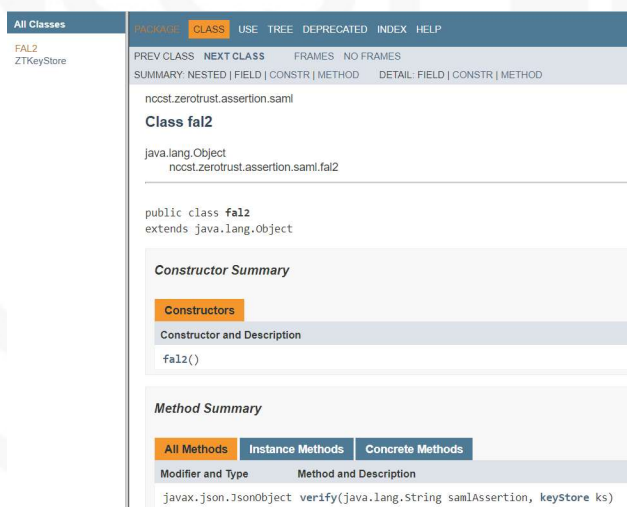 All Classes
FAL2
ZTKeyStore
PACKAGE CLASS USE TREE DEPRECATED INDEX HELP
PREV CLASS NEXT CLASS FRAMES NO FRAMES
SUMMARY: NESTED | FIELD | CONSTR | METHOD DETAIL: FIELD | CONSTR | METHOD
nccst.zerotrust.assertion.saml
Class fal2
java.lang.Object
nccst.zerotrust.assertion.saml.fal2
public class fal2
extends java.lang.Object
Constructor Summary
Constructors
Constructor and Description
fal2()
Method Summary
All Methods Instance Methods Concrete Methods
Modifier and Type Method and Description
javax.json.JsonObject verify(java.lang.String samlAssertion, keyStore ks)